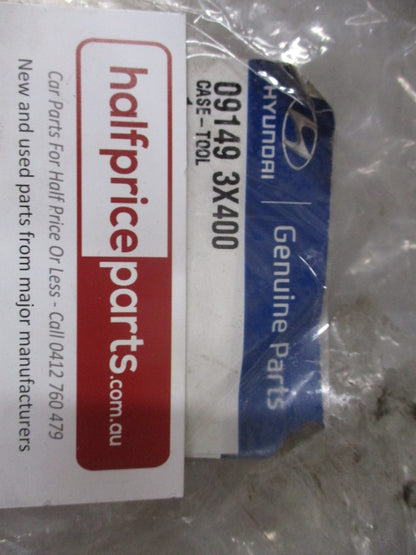 HYUNDAI | Genuine Parts
09149 3X400
CASE-TOOL
halfpriceparts.com.au
Car Parts For Half Price Or Less - Call 0412 760 479
New and used parts from major manufacturers